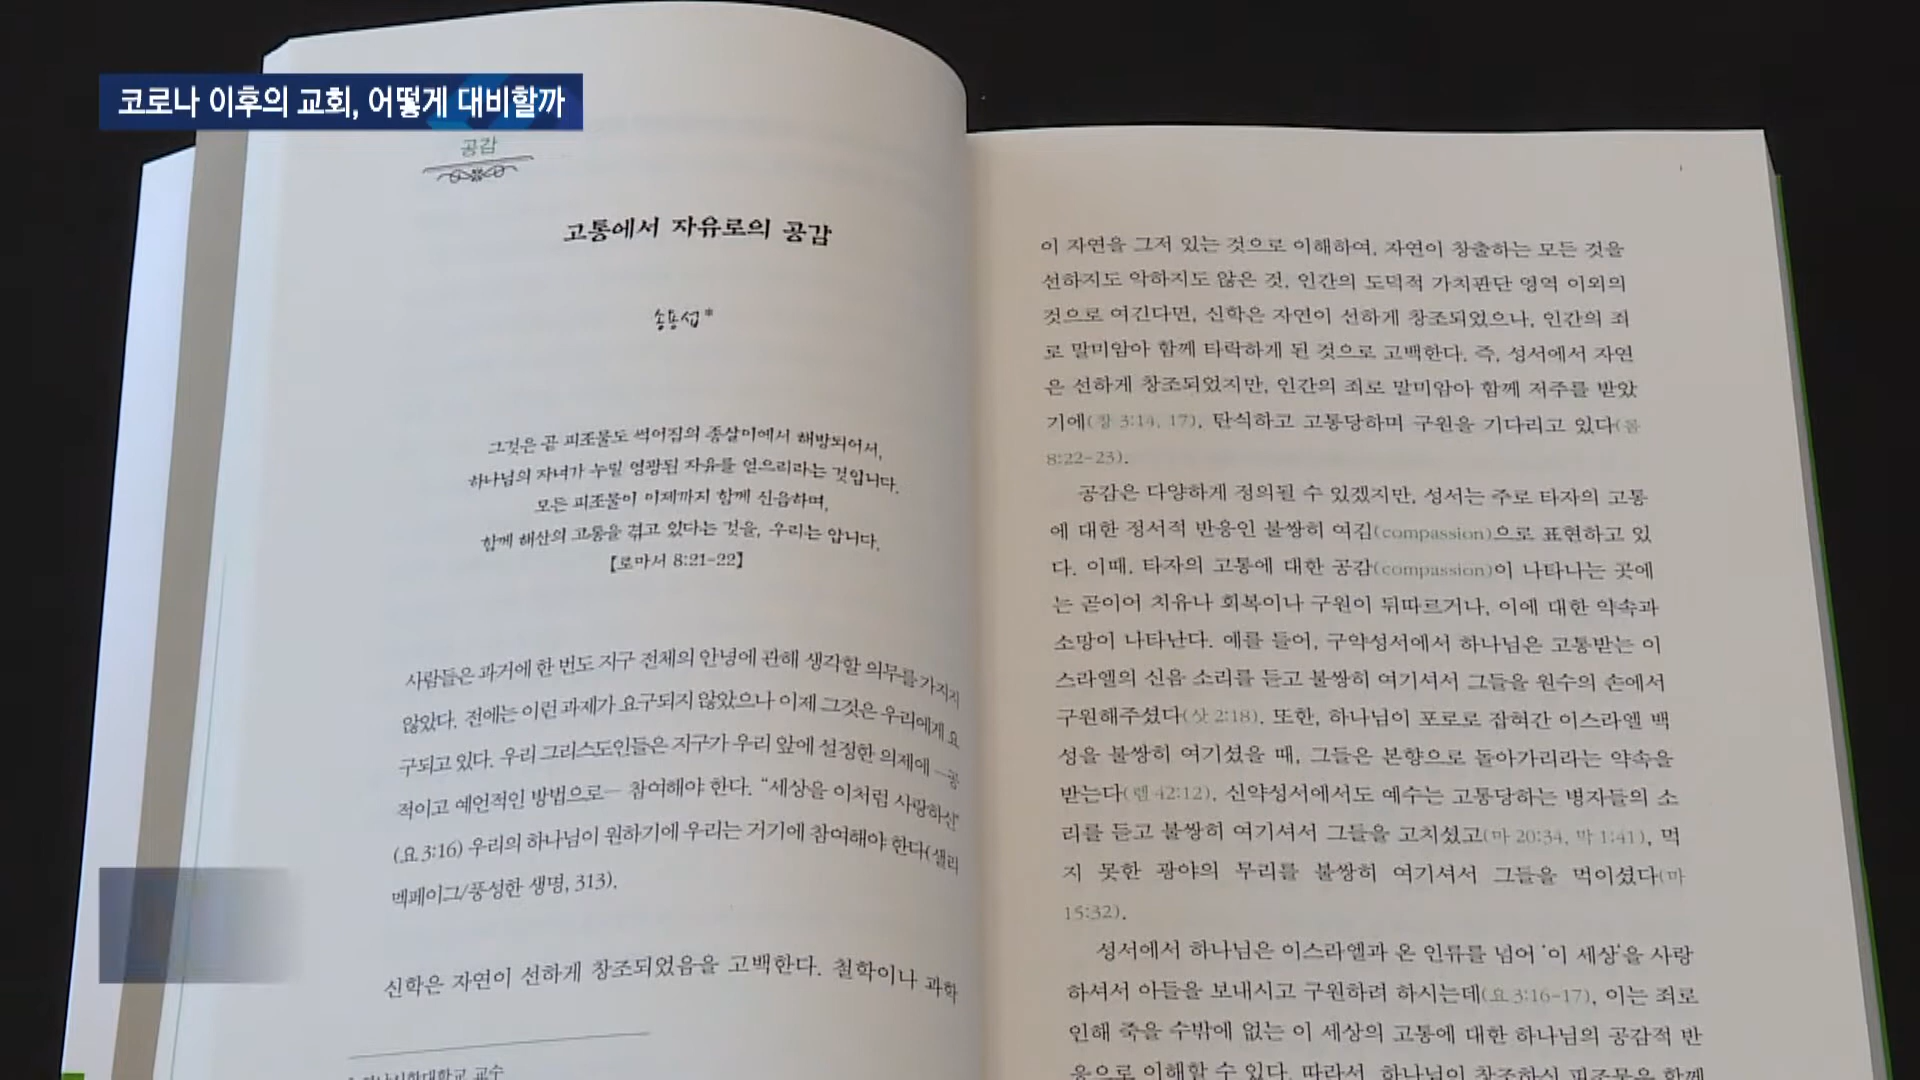 코로나 이후의 교회, 어떻게 대비할까
공감
고통에서 자유로의 공감
송용섭*
그것은 곧 피조물도 썩어짐의 종살이에서 해방되어서,
하나님의 자녀가 누릴 영광된 자유를 얻으리라는 것입니다.
모든 피조물이 이제까지 함께 신음하며,
함께 해산의 고통을 겪고 있다는 것을, 우리는 압니다.
【로마서 8:21-22】
사람들은 과거에 한 번도 지구 전체의 안녕에 관해 생각할 의무를 가지지
않았다. 전에는 이런 과제가 요구되지 않았으나 이제 그것은 우리에게 요
구되고 있다. 우리 그리스도인들은 지구가 우리 앞에 설정한 의제에 —공
적이고 예언적인 방법으로— 참여해야 한다. “세상을 이처럼 사랑하신”
(요 3:16) 우리의 하나님이 원하기에 우리는 거기에 참여해야 한다(샐리
멕페이그/풍성한 생명, 313).
신학은 자연이 선하게 창조되었음을 고백한다. 철학이나 과학
교수
이 자연을 그저 있는 것으로 이해하여, 자연이 창출하는 모든 것을
선하지도 악하지도 않은 것, 인간의 도덕적 가치판단 영역 이외의
것으로 여긴다면, 신학은 자연이 선하게 창조되었으나, 인간의 죄
로 말미암아 함께 타락하게 된 것으로 고백한다. 즉, 성서에서 자연
은 선하게 창조되었지만, 인간의 죄로 말미암아 함께 저주를 받았
기에(창 3:14, 17), 탄식하고 고통당하며 구원을 기다리고 있다(롬
8:22-23).
공감은 다양하게 정의될 수 있겠지만, 성서는 주로 타자의 고통
에 대한 정서적 반응인 불쌍히 여김(compassion)으로 표현하고 있
다. 이때, 타자의 고통에 대한 공감(compassion)이 나타나는 곳에
는 곧이어 치유나 회복이나 구원이 뒤따르거나, 이에 대한 약속과
소망이 나타난다. 예를 들어, 구약성서에서 하나님은 고통받는 이
스라엘의 신음 소리를 듣고 불쌍히 여기셔서 그들을 원수의 손에서
구원해주셨다(삿 2:18). 또한, 하나님이 포로로 잡혀간 이스라엘 백
성을 불쌍히 여기셨을 때, 그들은 본향으로 돌아가리라는 약속을
받는다(렘 42:12). 신약성서에서도 예수는 고통당하는 병자들의 소
리를 듣고 불쌍히 여기셔서 그들을 고치셨고(마 20:34, 막 1:41), 먹
지 못한 광야의 무리를 불쌍히 여기셔서 그들을 먹이셨다(마
15:32).
성서에서 하나님은 이스라엘과 온 인류를 넘어 '이 세상'을 사랑
하셔서 아들을 보내시고 구원하려 하시는데(요 3:16-17), 이는 죄로
인해 죽을 수밖에 없는 이 세상의 고통에 대한 하나님의 공감적 반
응으로 이해할 수 있다. 따라서, 하나님이 창조하신 피조물은 함께